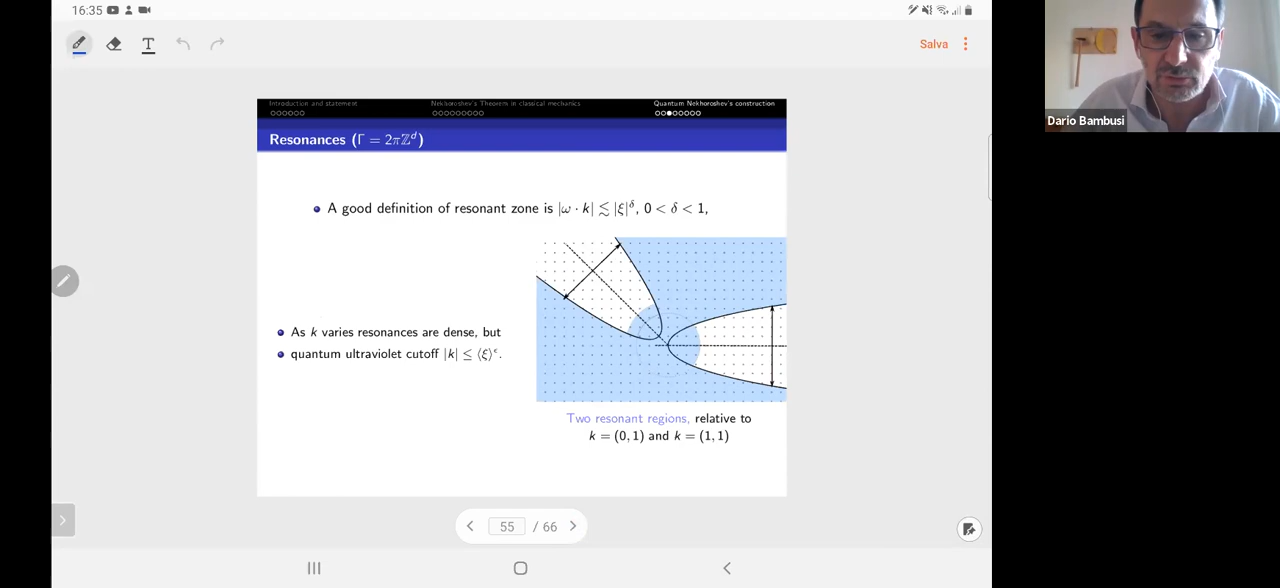 16:35
Salva
Introduction and statement
Nekhoroshev's Theorem in classical mechanics
Quantum Nekhoroshev's construction
Resonances (Γ = 2πℤᵈ)
A good definition of resonant zone is |ω · k| ≲ |ξ|^δ, 0 < δ < 1,
As k varies resonances are dense, but
quantum ultraviolet cutoff |k| ≤ ⟨ξ⟩^ϵ.
Two resonant regions, relative to
k = (0, 1) and k = (1, 1)
55 / 66
Dario Bambusi